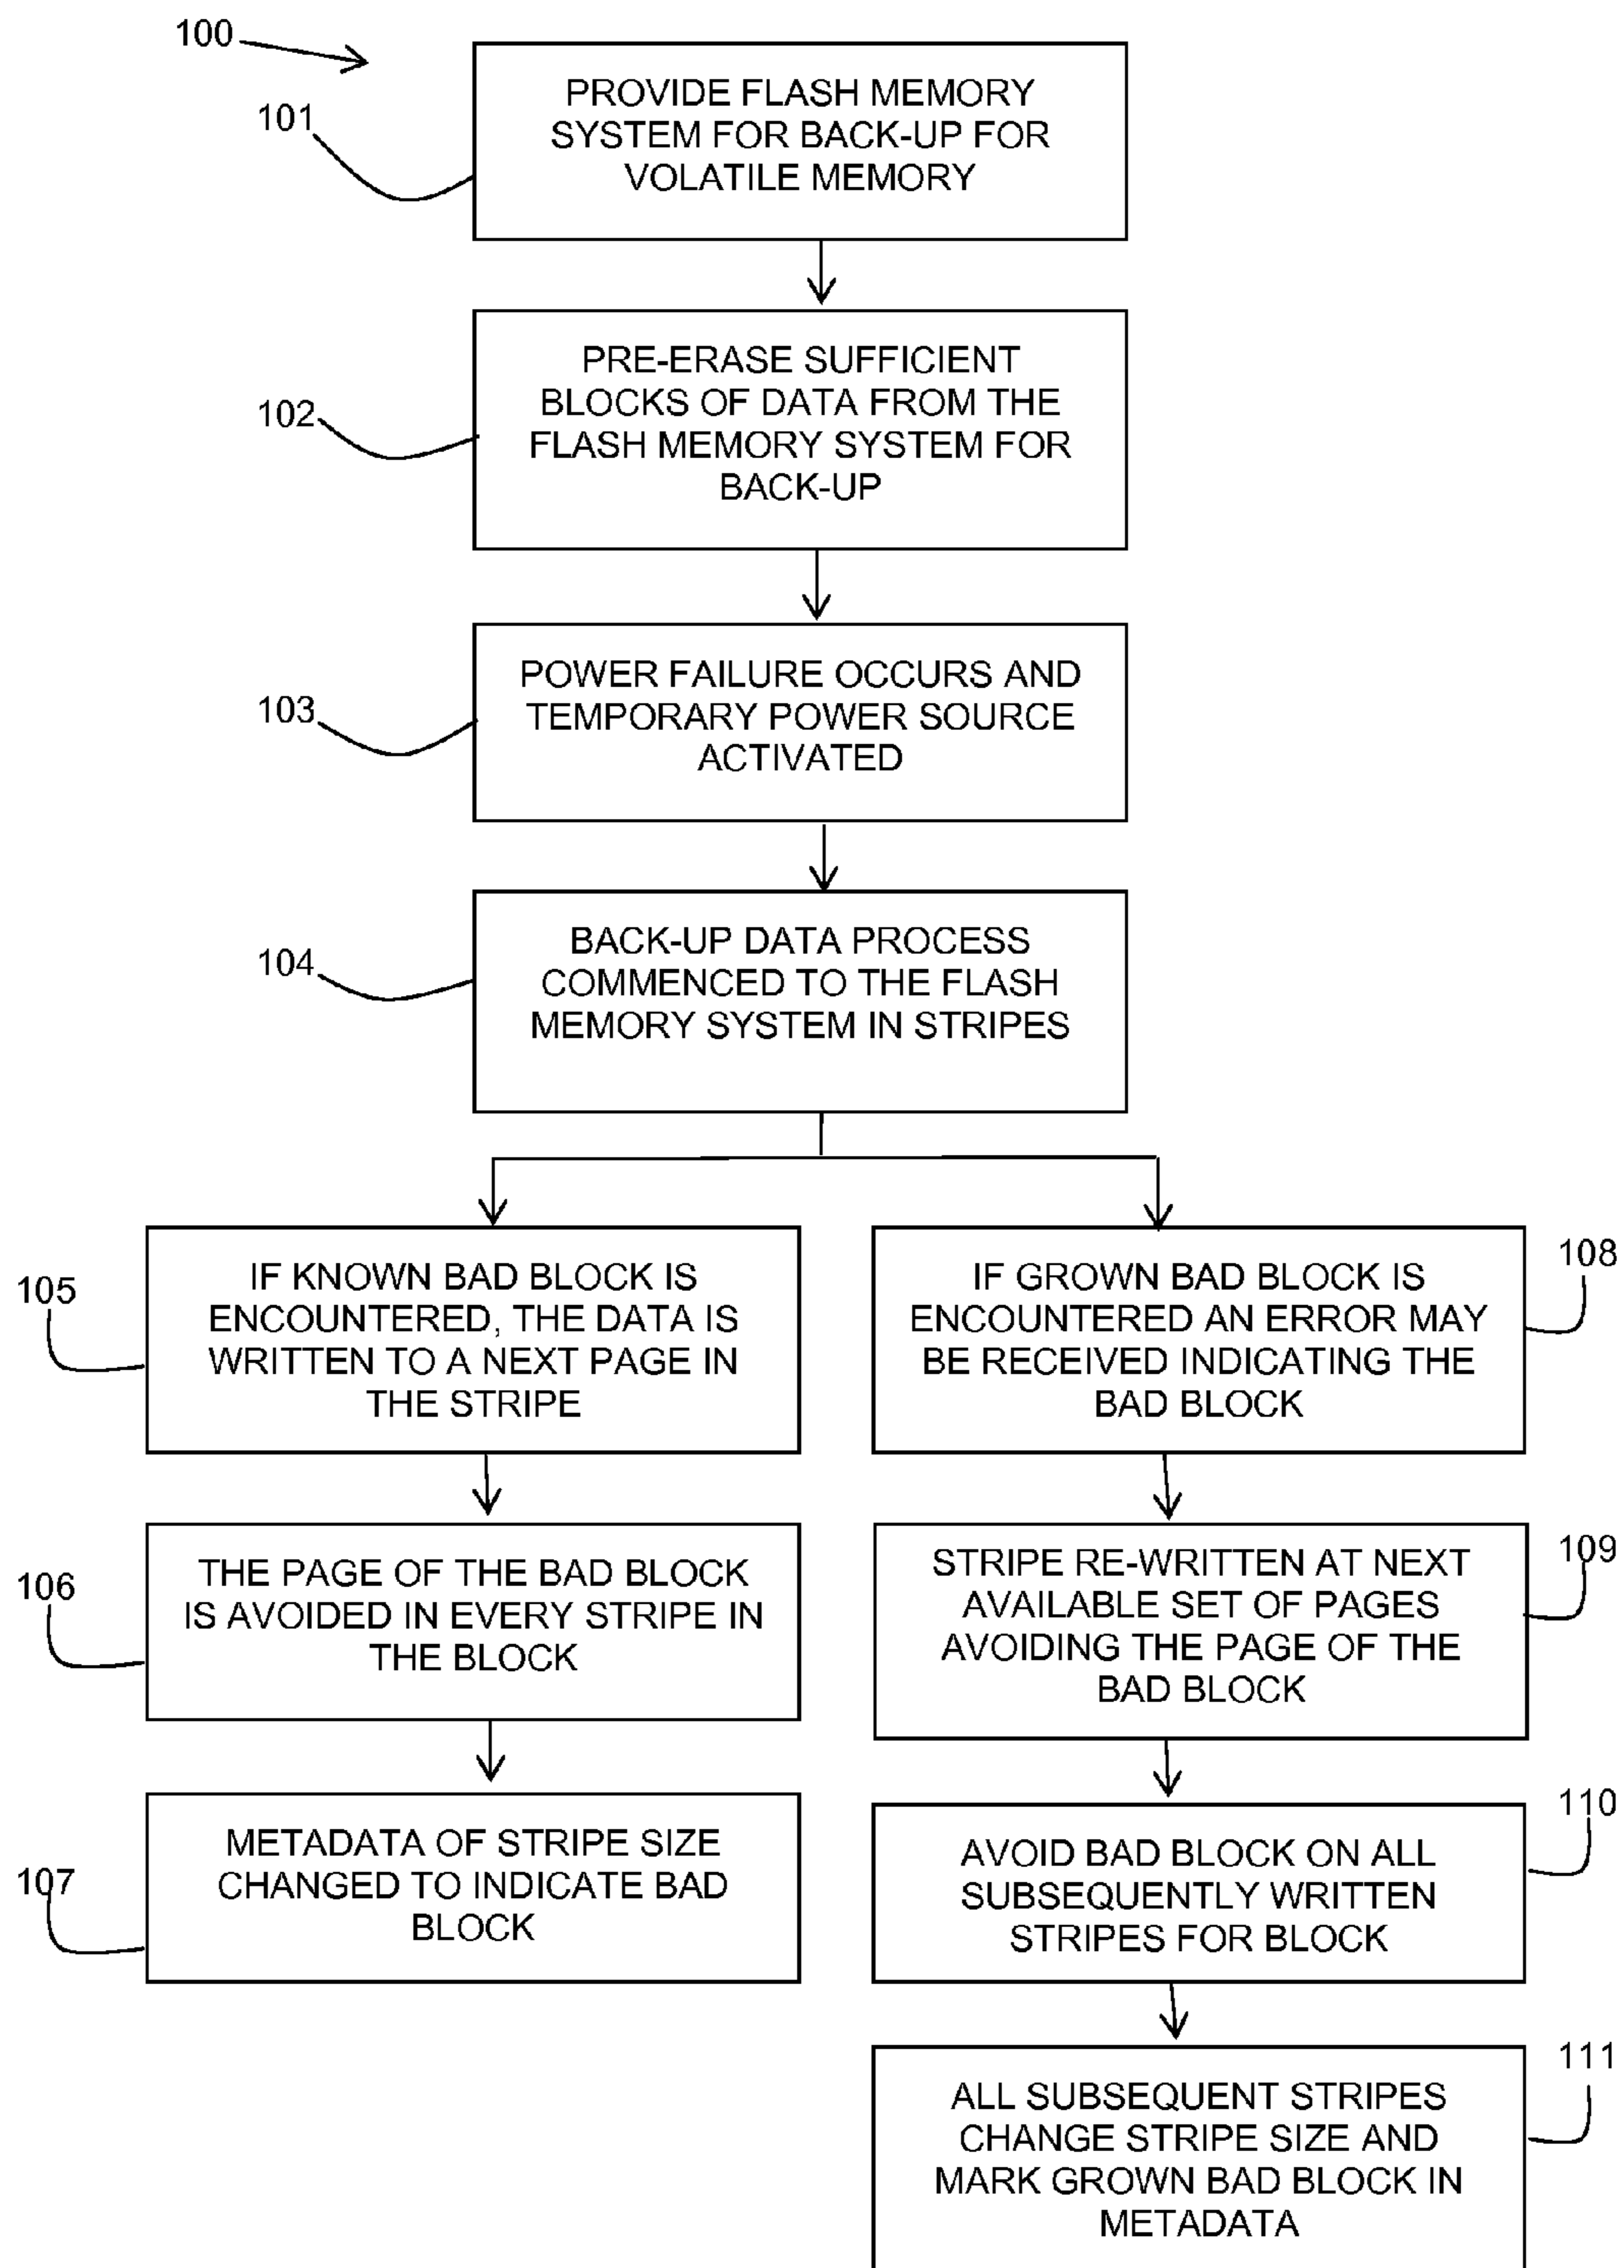 100
101
PROVIDE FLASH MEMORY
SYSTEM FOR BACK-UP FOR
VOLATILE MEMORY
102
PRE-ERASE SUFFICIENT
BLOCKS OF DATA FROM THE
FLASH MEMORY SYSTEM FOR
BACK-UP
103
POWER FAILURE OCCURS AND
TEMPORARY POWER SOURCE
ACTIVATED
104
BACK-UP DATA PROCESS
COMMENCED TO THE FLASH
MEMORY SYSTEM IN STRIPES
105
IF KNOWN BAD BLOCK IS
ENCOUNTERED, THE DATA IS
WRITTEN TO A NEXT PAGE IN
THE STRIPE
106
THE PAGE OF THE BAD BLOCK
IS AVOIDED IN EVERY STRIPE IN
THE BLOCK
107
METADATA OF STRIPE SIZE
CHANGED TO INDICATE BAD
BLOCK
108
IF GROWN BAD BLOCK IS
ENCOUNTERED AN ERROR MAY
BE RECEIVED INDICATING THE
BAD BLOCK
109
STRIPE RE-WRITTEN AT NEXT
AVAILABLE SET OF PAGES
AVOIDING THE PAGE OF THE
BAD BLOCK
110
AVOID BAD BLOCK ON ALL
SUBSEQUENTLY WRITTEN
STRIPES FOR BLOCK
111
ALL SUBSEQUENT STRIPES
CHANGE STRIPE SIZE AND
MARK GROWN BAD BLOCK IN
METADATA